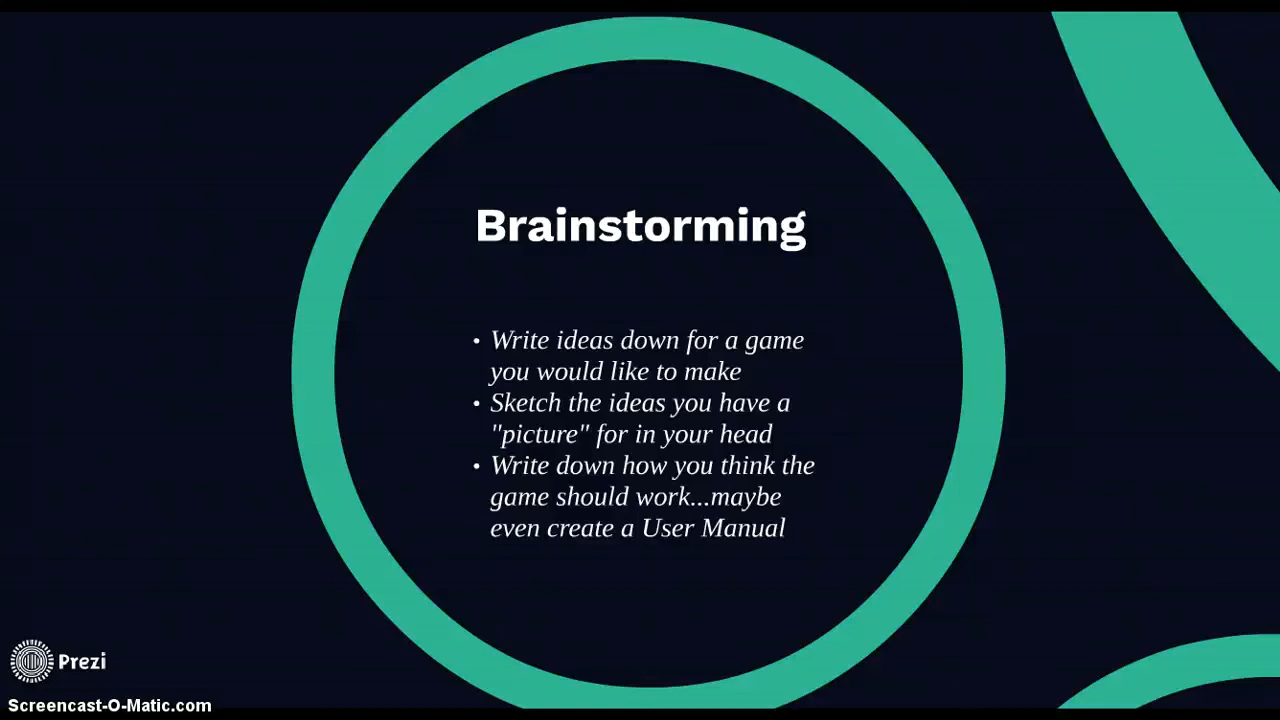 Brainstorming
• Write ideas down for a game
you would like to make
• Sketch the ideas you have a
"picture" for in your head
• Write down how you think the
game should work...maybe
even create a User Manual
Prezi
Screencast-O-Matic.com